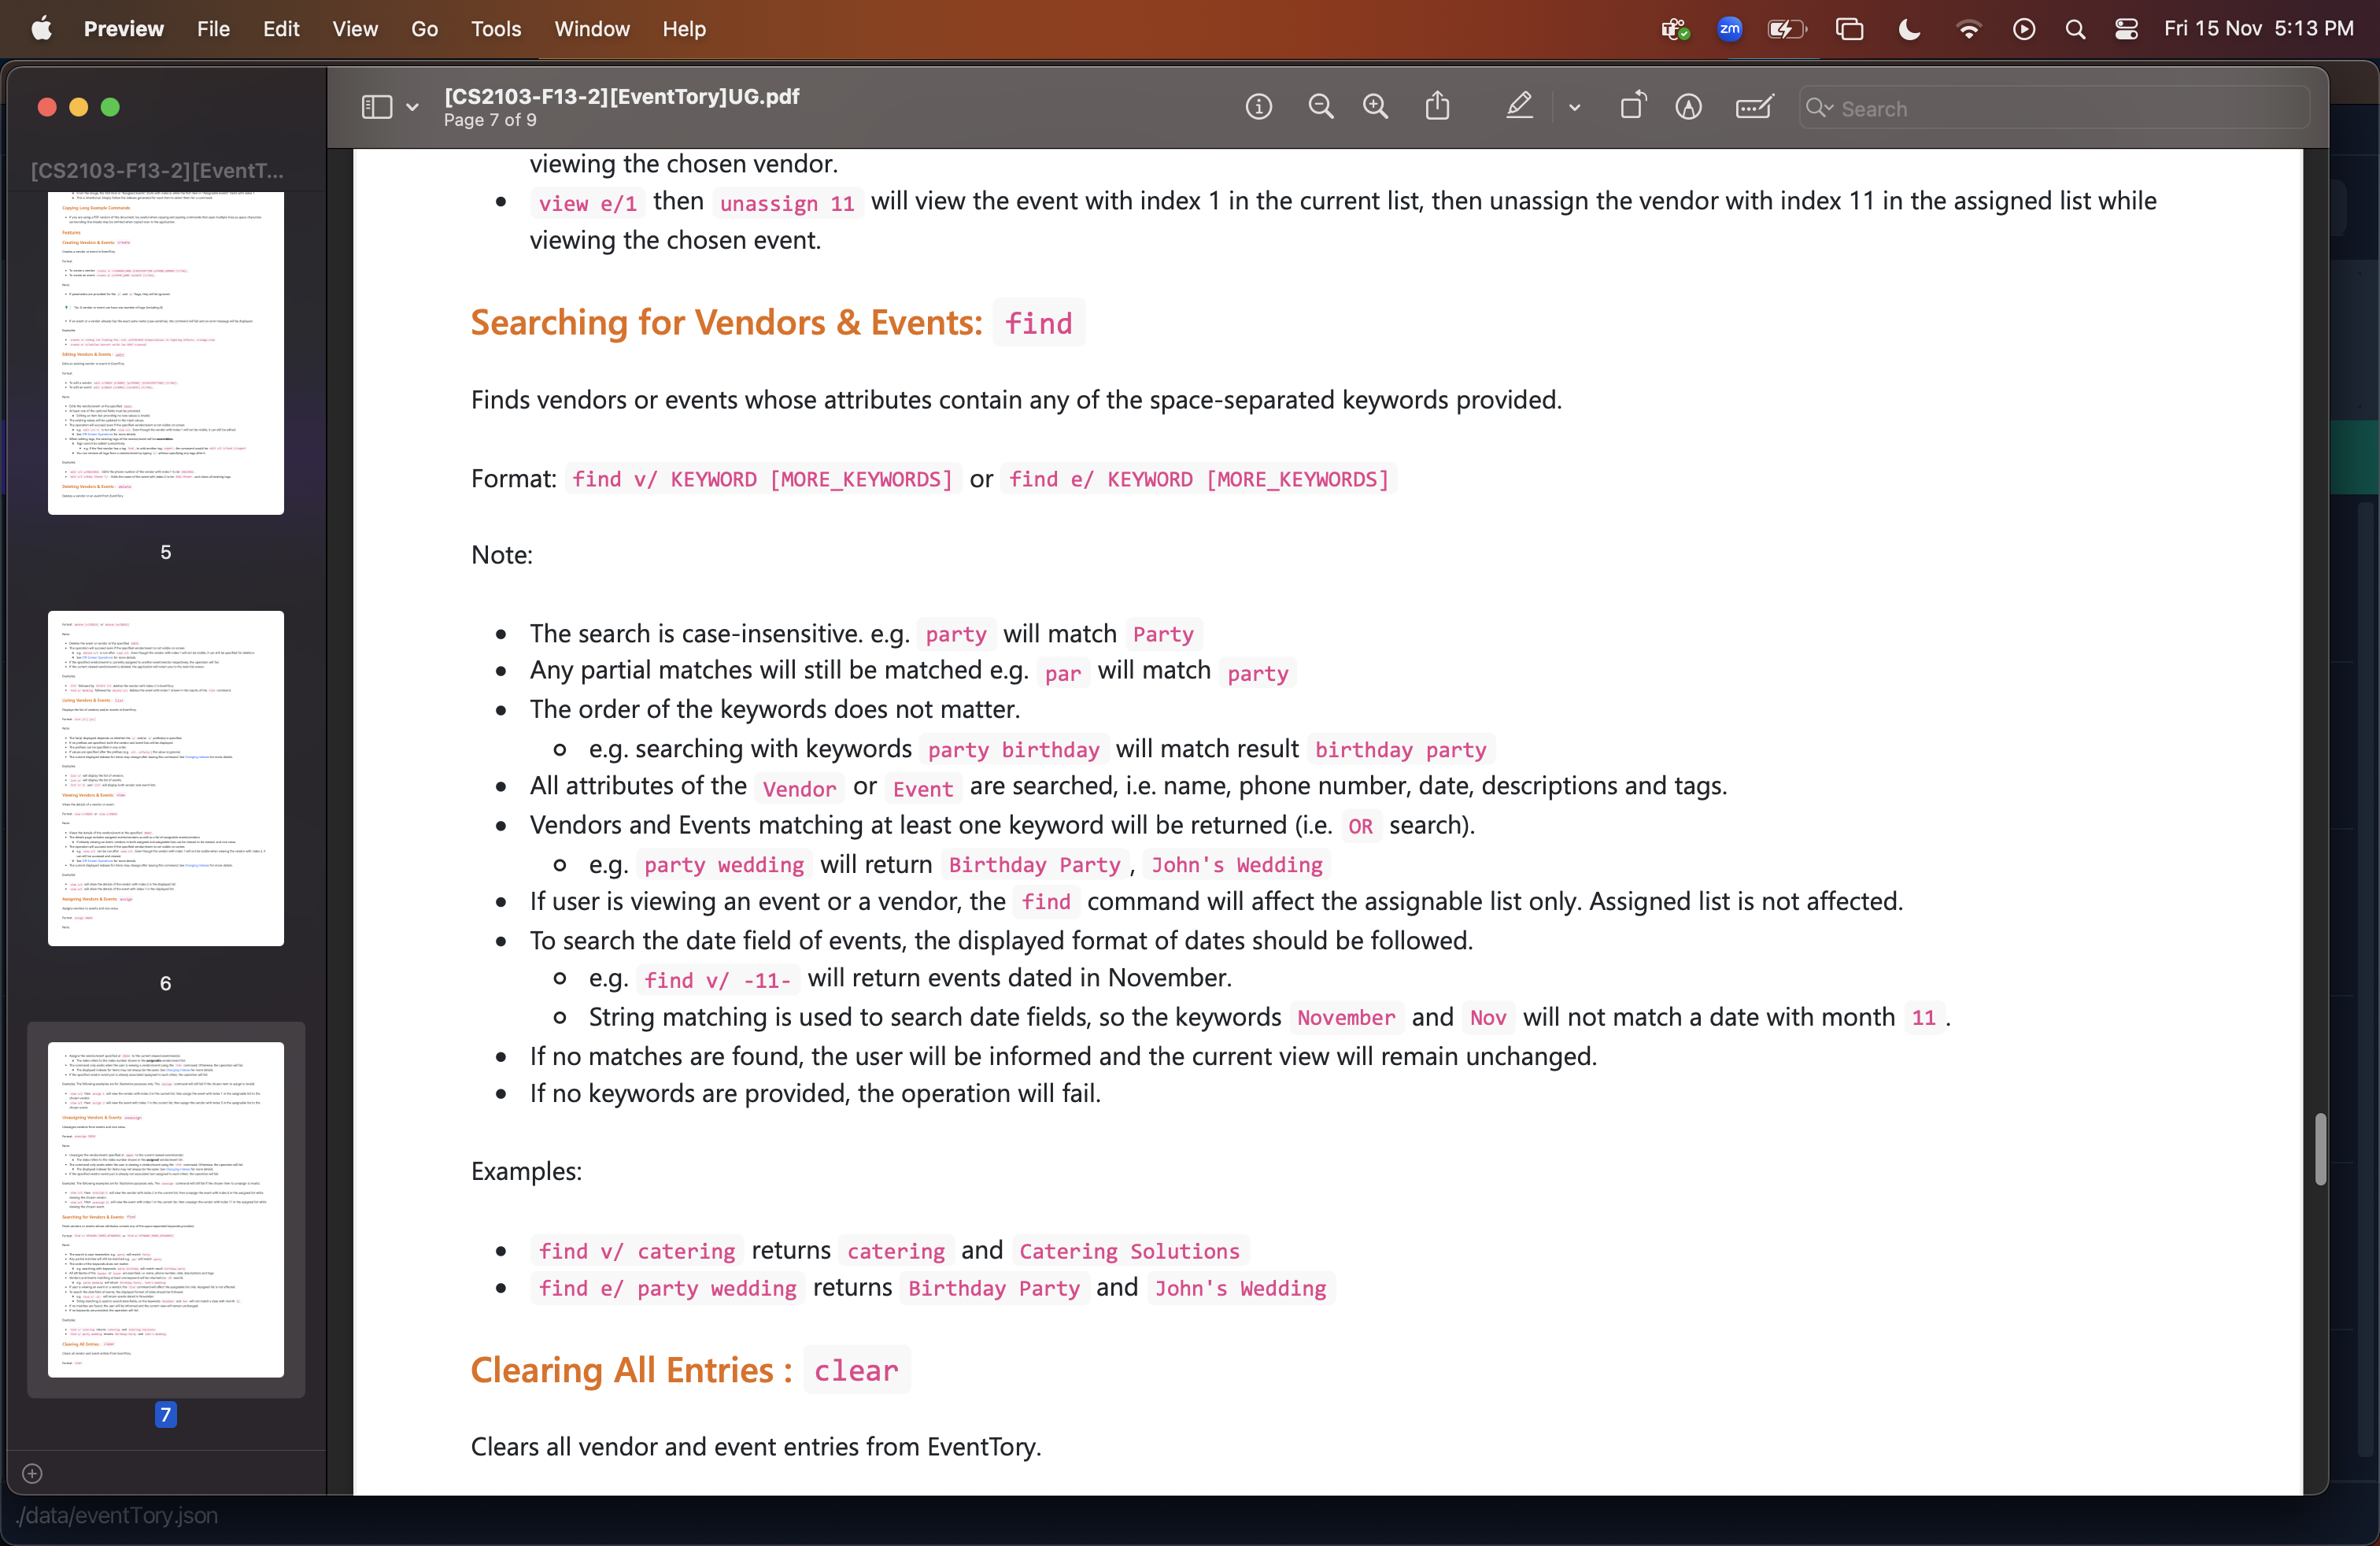 Preview File Edit View Go Tools Window Help
zm
Fri 15 Nov 5:13 PM
[CS2103-F13-2][EventTory]UG.pdf
Page 7 of 9
Search
[CS2103-F13-2][EventT...
5
6
7
viewing the chosen vendor.
view e/1 then unassign 11 will view the event with index 1 in the current list, then unassign the vendor with index 11 in the assigned list while
viewing the chosen event.
Searching for Vendors & Events: find
Finds vendors or events whose attributes contain any of the space-separated keywords provided.
Format: find v/ KEYWORD [MORE_KEYWORDS] or find e/ KEYWORD [MORE_KEYWORDS]
Note:
The search is case-insensitive. e.g. party will match Party
Any partial matches will still be matched e.g. par will match party
The order of the keywords does not matter.
e.g. searching with keywords party birthday will match result birthday party
All attributes of the Vendor or Event are searched, i.e. name, phone number, date, descriptions and tags.
Vendors and Events matching at least one keyword will be returned (i.e. OR search).
e.g. party wedding will return Birthday Party, John's Wedding
If user is viewing an event or a vendor, the find command will affect the assignable list only. Assigned list is not affected.
To search the date field of events, the displayed format of dates should be followed.
e.g. find v/ -11- will return events dated in November.
String matching is used to search date fields, so the keywords November and Nov will not match a date with month 11.
If no matches are found, the user will be informed and the current view will remain unchanged.
If no keywords are provided, the operation will fail.
Examples:
find v/ catering returns catering and Catering Solutions
find e/ party wedding returns Birthday Party and John's Wedding
Clearing All Entries : clear
Clears all vendor and event entries from EventTory.
./data/eventTory.json